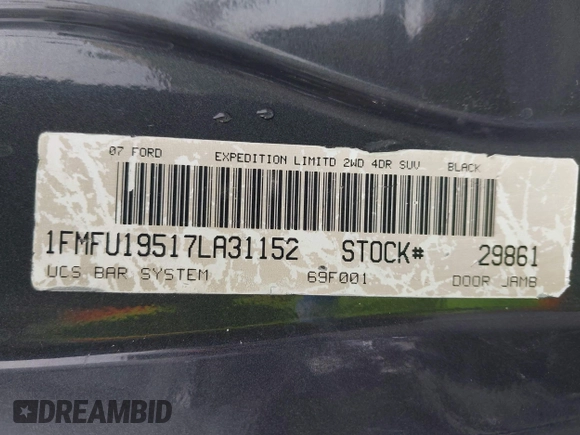 07 FORD EXPEDITION LIMITD 2WD 4DR SUV BLACK
1FMFU19517LA31152 STOCK# 29861
UCS BAR SYSTEM 69F001 DOOR JAMB
DREAMBID